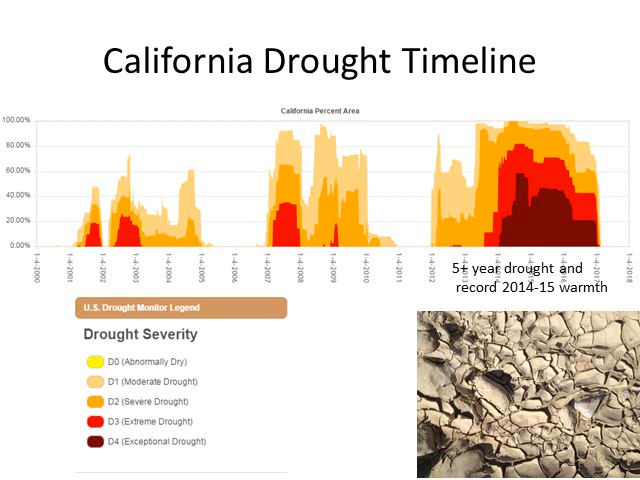 California Drought Timeline
California Percent Area
100.00%
80.00%
60.00%
40.00%
20.00%
0.00%
1-4-2000
1-4-2001
1-4-2002
1-4-2003
1-4-2004
1-4-2005
1-4-2006
1-4-2007
1-4-2008
1-4-2009
1-4-2010
1-4-2011
1-4-2012
1-4-2018
5+ year drought and
record 2014-15 warmth
U.S. Drought Monitor Legend
Drought Severity
D0 (Abnormally Dry)
D1 (Moderate Drought)
D2 (Severe Drought)
D3 (Extreme Drought)
D4 (Exceptional Drought)